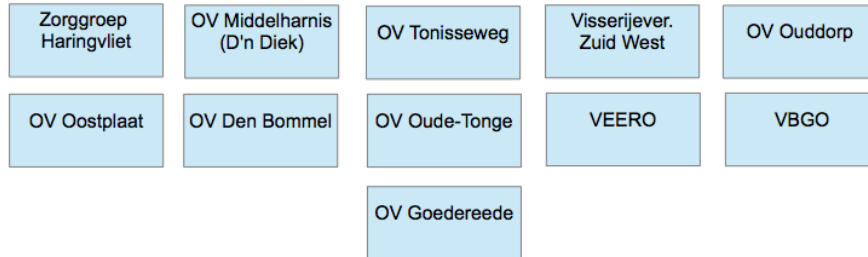 Zorggroep
Haringvliet
OV Middelharnis
(D'n Diek)
OV Tonisseweg
Visserijever.
Zuid West
OV Ouddorp
OV Oostplaat
OV Den Bommel
OV Oude-Tonge
VEERO
VBGO
OV Goedereede